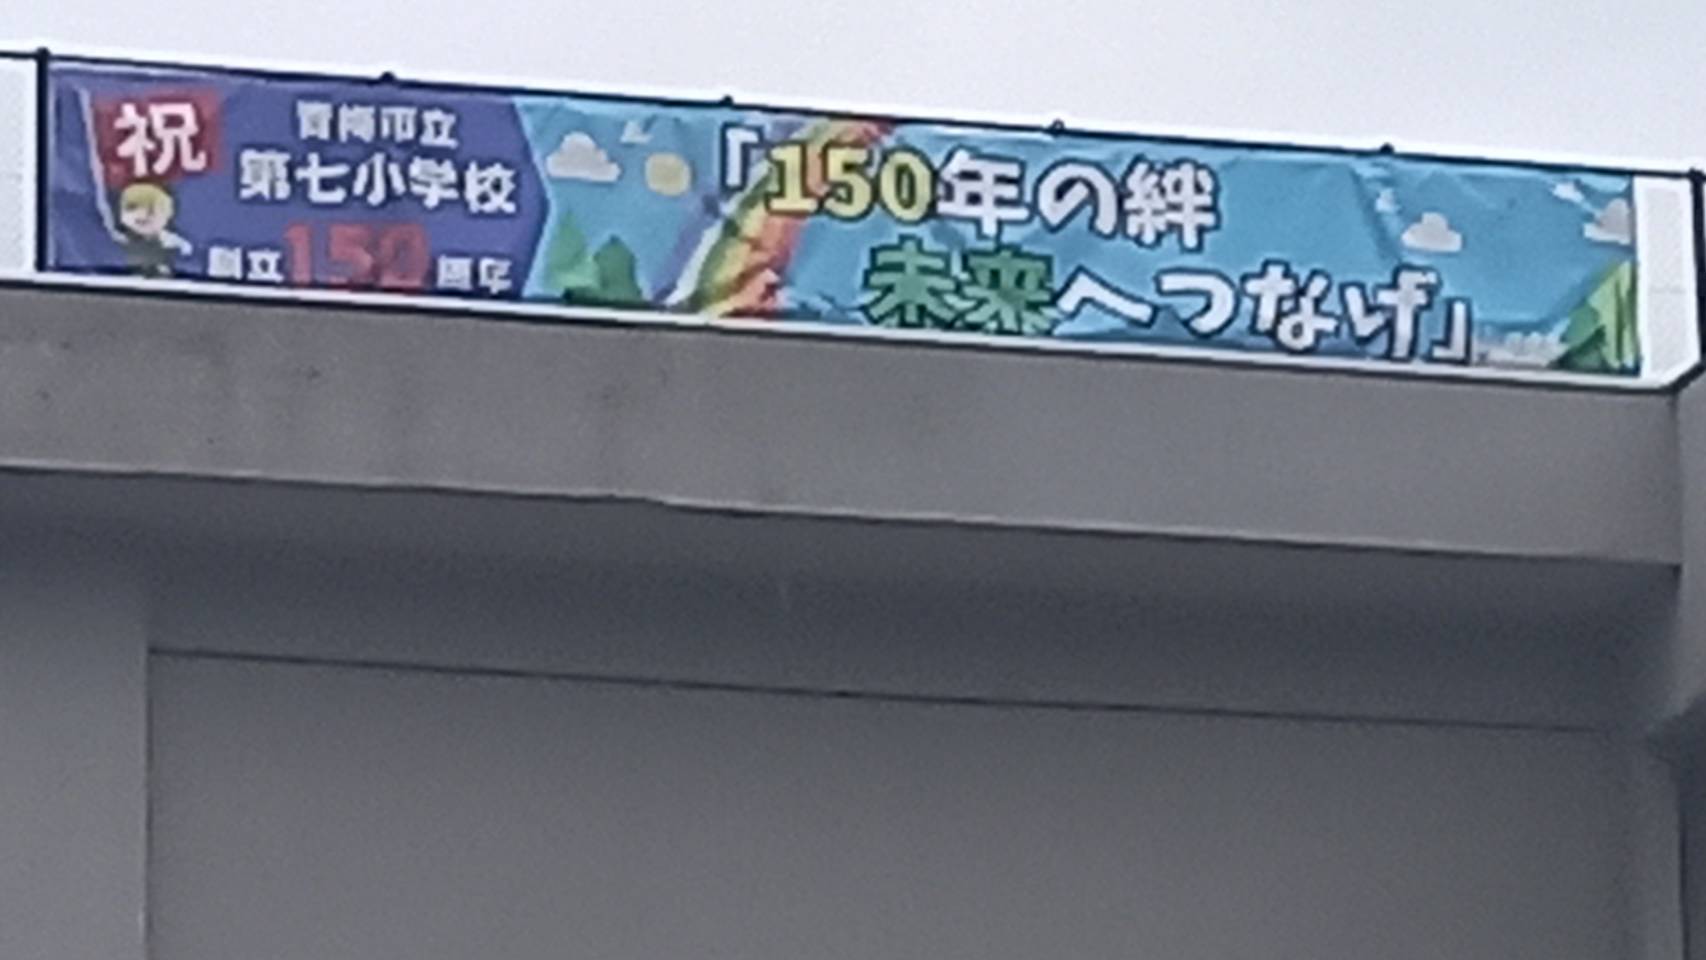 祝
青梅市立
第七小学校
創立150周年
「150年の絆
未来へつなげ」